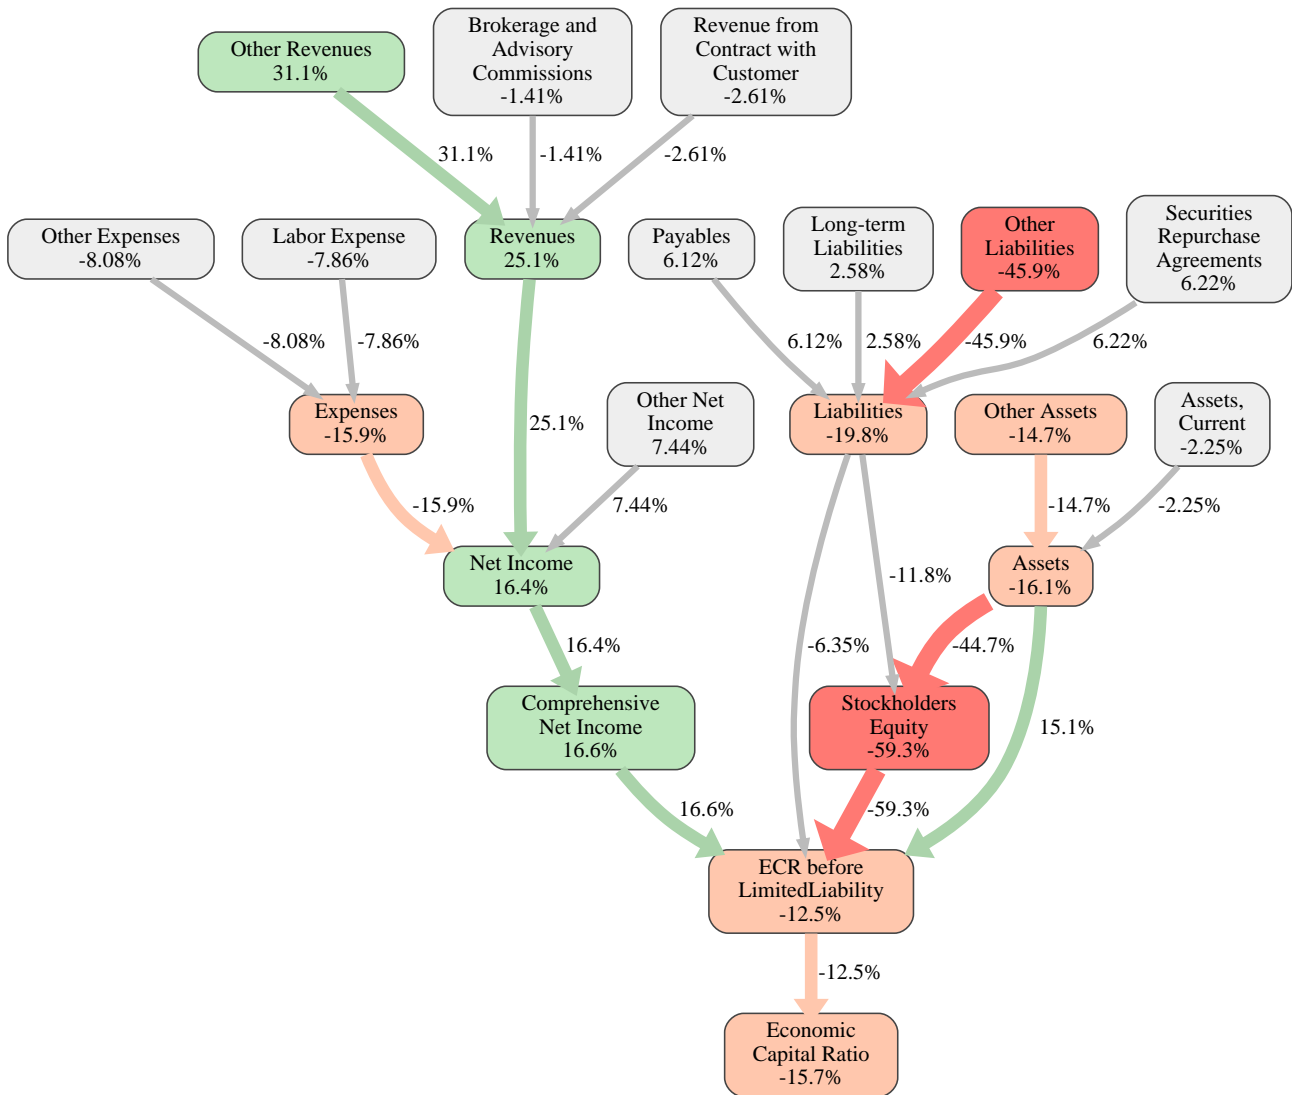 Other Revenues
31.1%
Brokerage and
Advisory
Commissions
-1.41%
Revenue from
Contract with
Customer
-2.61%
31.1%
-1.41%
-2.61%
Other Expenses
-8.08%
Labor Expense
-7.86%
Revenues
25.1%
Payables
6.12%
Long-term
Liabilities
2.58%
Other
Liabilities
-45.9%
Securities
Repurchase
Agreements
6.22%
-8.08%
-7.86%
6.12%
2.58%
-45.9%
6.22%
Expenses
-15.9%
25.1%
Other Net
Income
7.44%
Liabilities
-19.8%
Other Assets
-14.7%
Assets,
Current
-2.25%
-15.9%
7.44%
-14.7%
-2.25%
Net Income
16.4%
-11.8%
Assets
-16.1%
16.4%
-6.35%
-44.7%
Comprehensive
Net Income
16.6%
Stockholders
Equity
-59.3%
15.1%
16.6%
-59.3%
ECR before
LimitedLiability
-12.5%
-12.5%
Economic
Capital Ratio
-15.7%